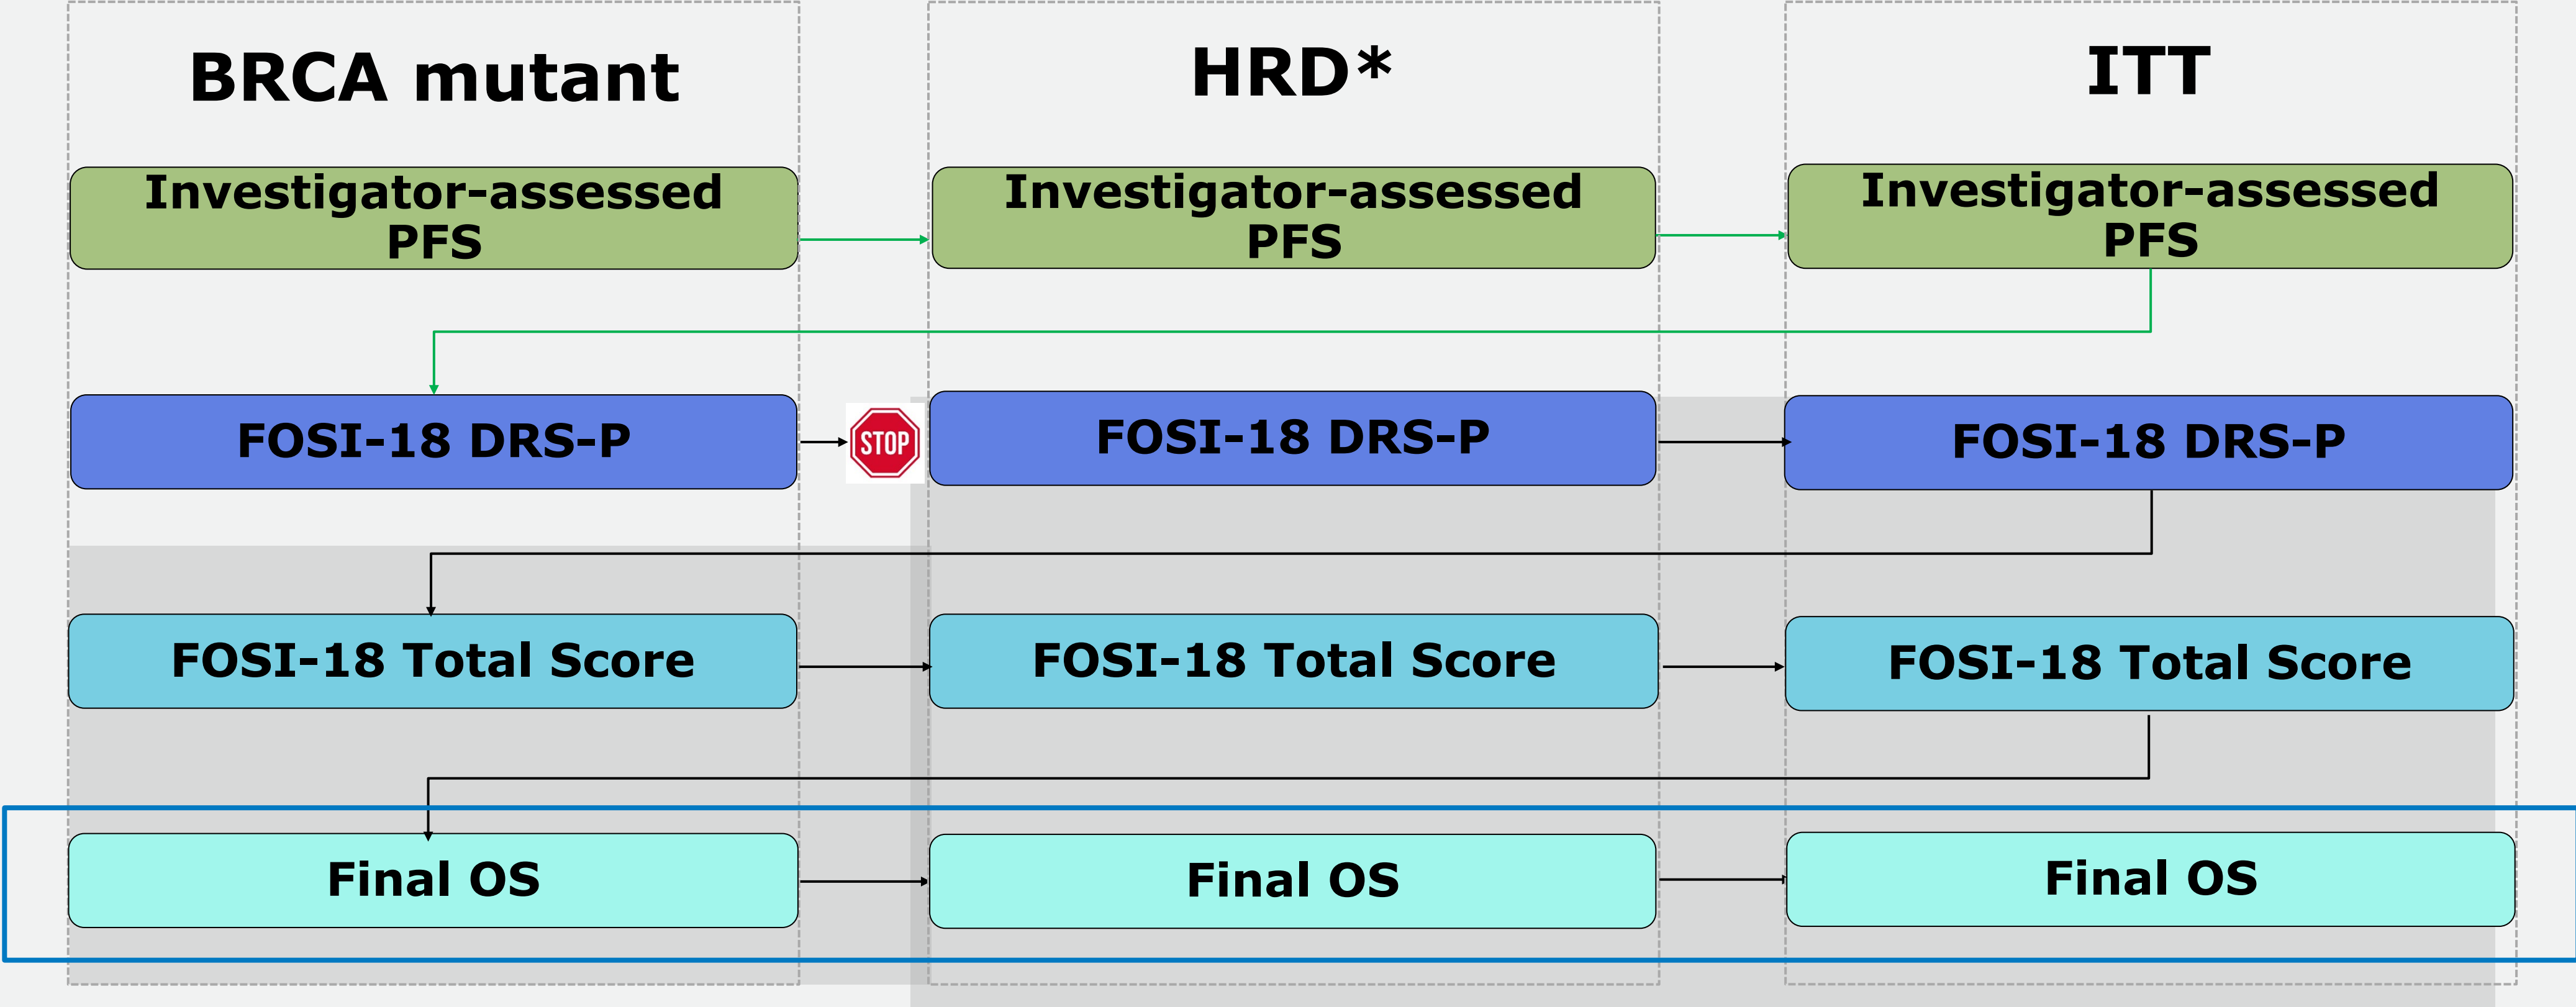 BRCA mutant
HRD*
ITT
Investigator-assessed
PFS
Investigator-assessed
PFS
Investigator-assessed
PFS
FOSI-18 DRS-P
STOP
FOSI-18 DRS-P
FOSI-18 DRS-P
FOSI-18 Total Score
FOSI-18 Total Score
FOSI-18 Total Score
Final OS
Final OS
Final OS